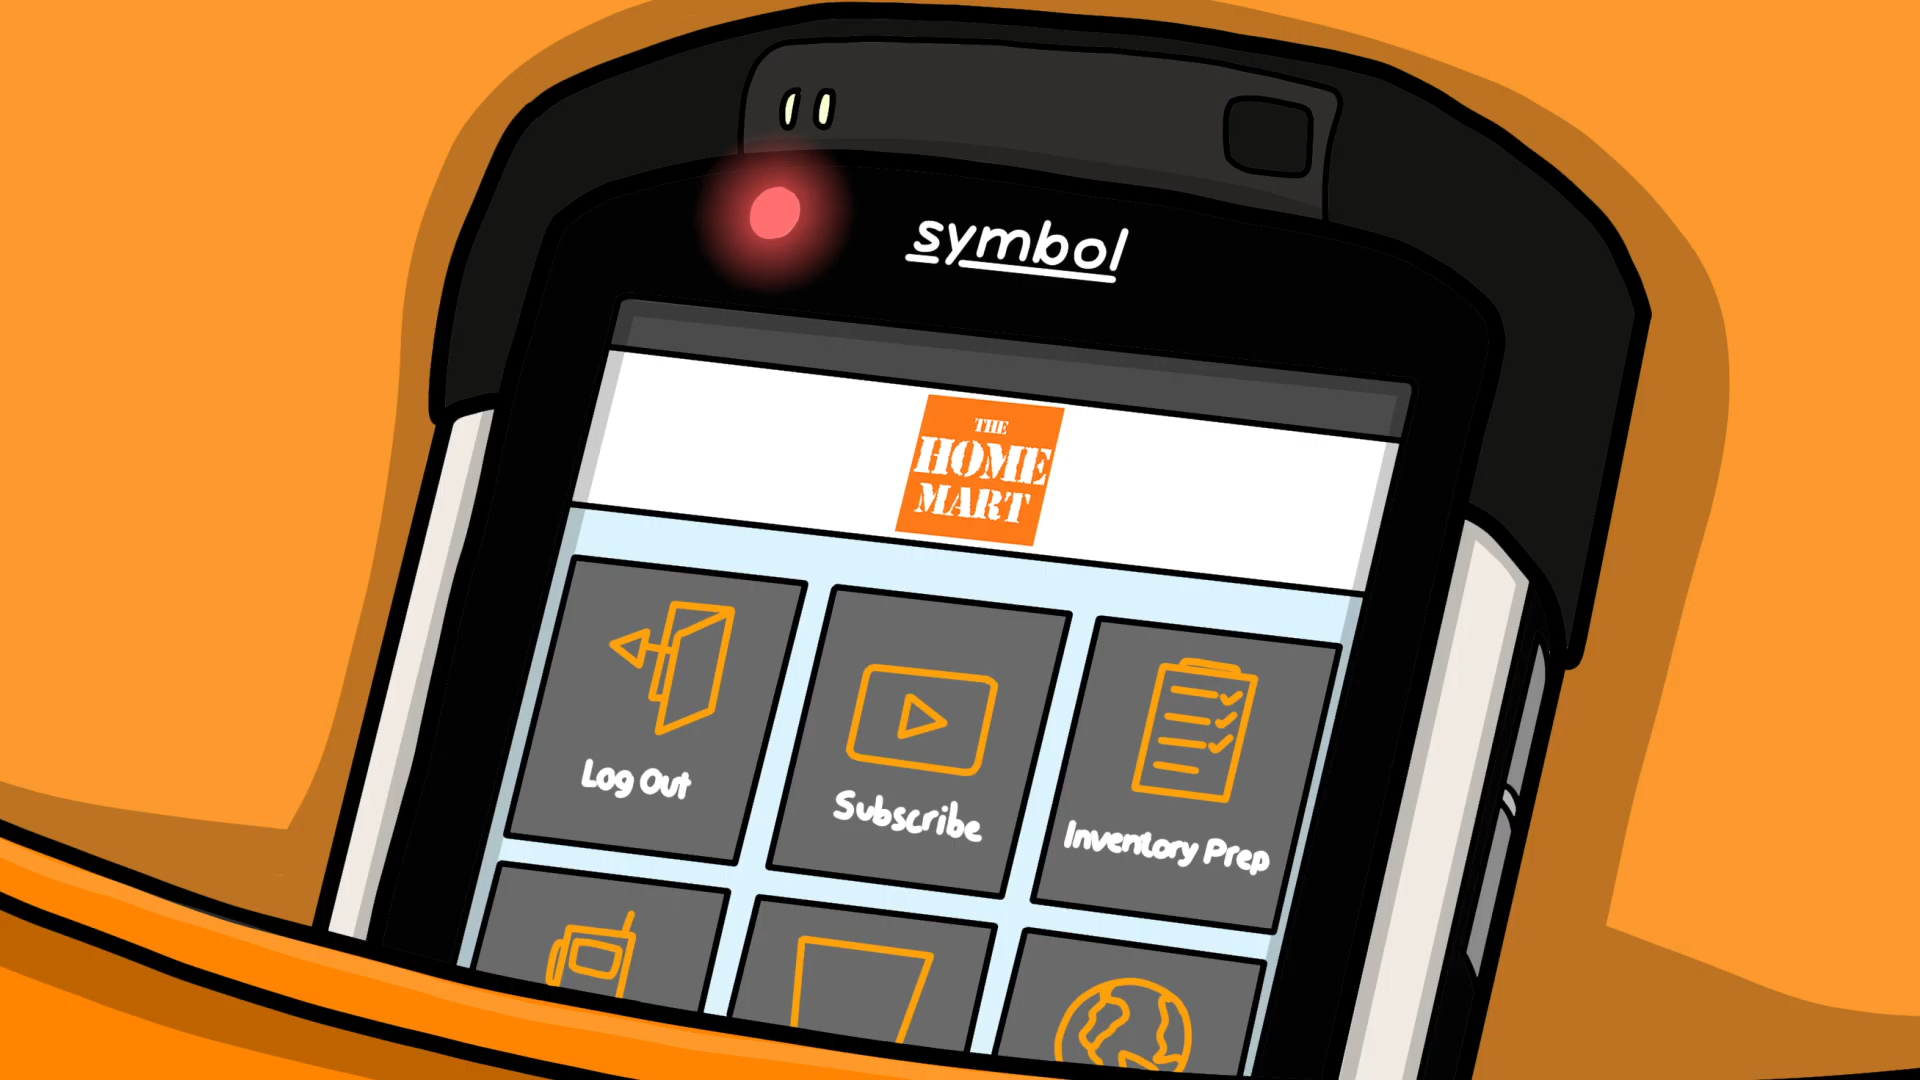 symbol
THE
HOME
MART
Log Out
Subscribe
Inventory Prep